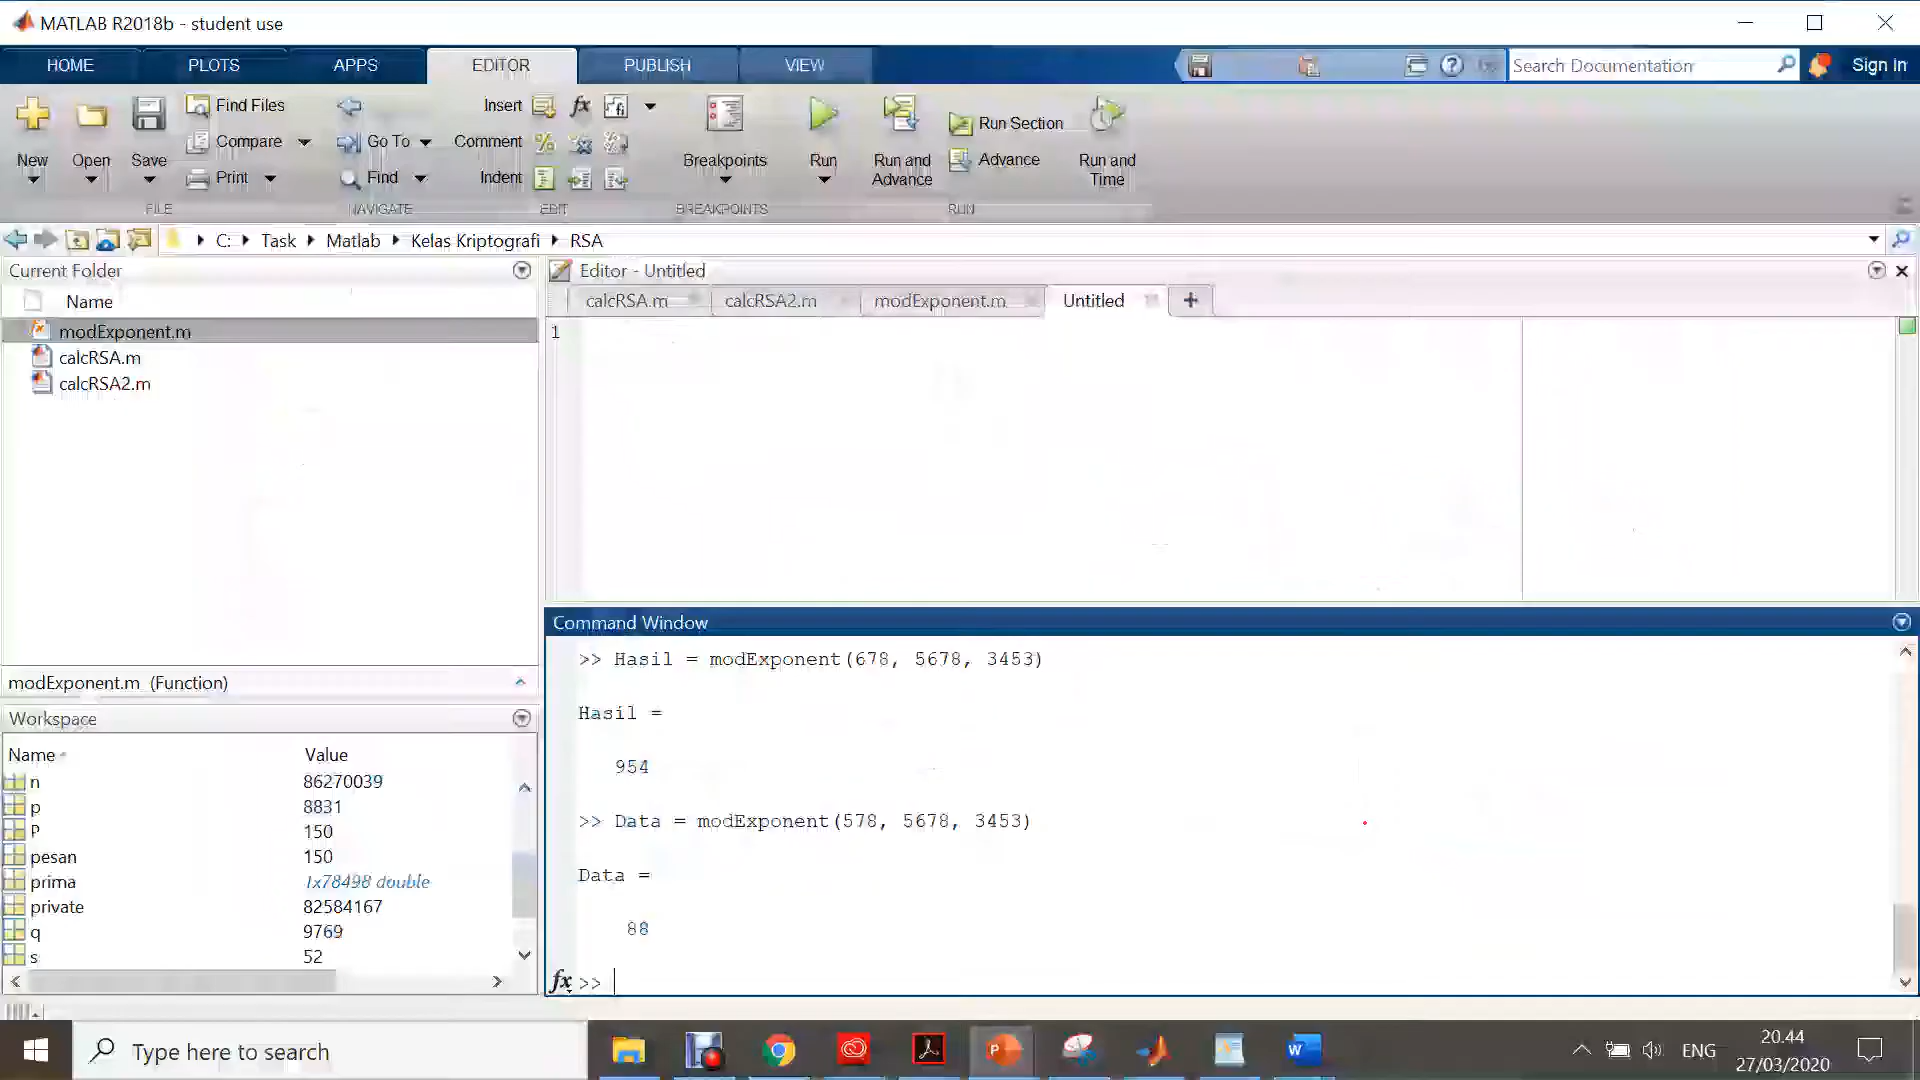 MATLAB R2018b - student use
HOME PLOTS APPS EDITOR PUBLISH VIEW Search Documentation Sign In
Find Files Insert fx
Compare Go To Comment Run Section
New Open Save Breakpoints Run Run and Advance Advance Run and Time
Print Find Indent
FILE NAVIGATE EDIT BREAKPOINTS RUN
C: Task Matlab Kelas Kriptografi RSA
Current Folder
Editor - Untitled
Name
calcRSA.m calcRSA2.m modExponent.m Untitled
modExponent.m
calcRSA.m
calcRSA2.m
1
Command Window
>> Hasil = modExponent(678, 5678, 3453)
Hasil =
954
>> Data = modExponent(578, 5678, 3453)
Data =
88
fx >>
modExponent.m (Function)
Workspace
Name Value
n 86270039
p 8831
P 150
pesan 150
prima 1x78498 double
private 82584167
q 9769
s 52
Type here to search
ENG
20.44
27/03/2020